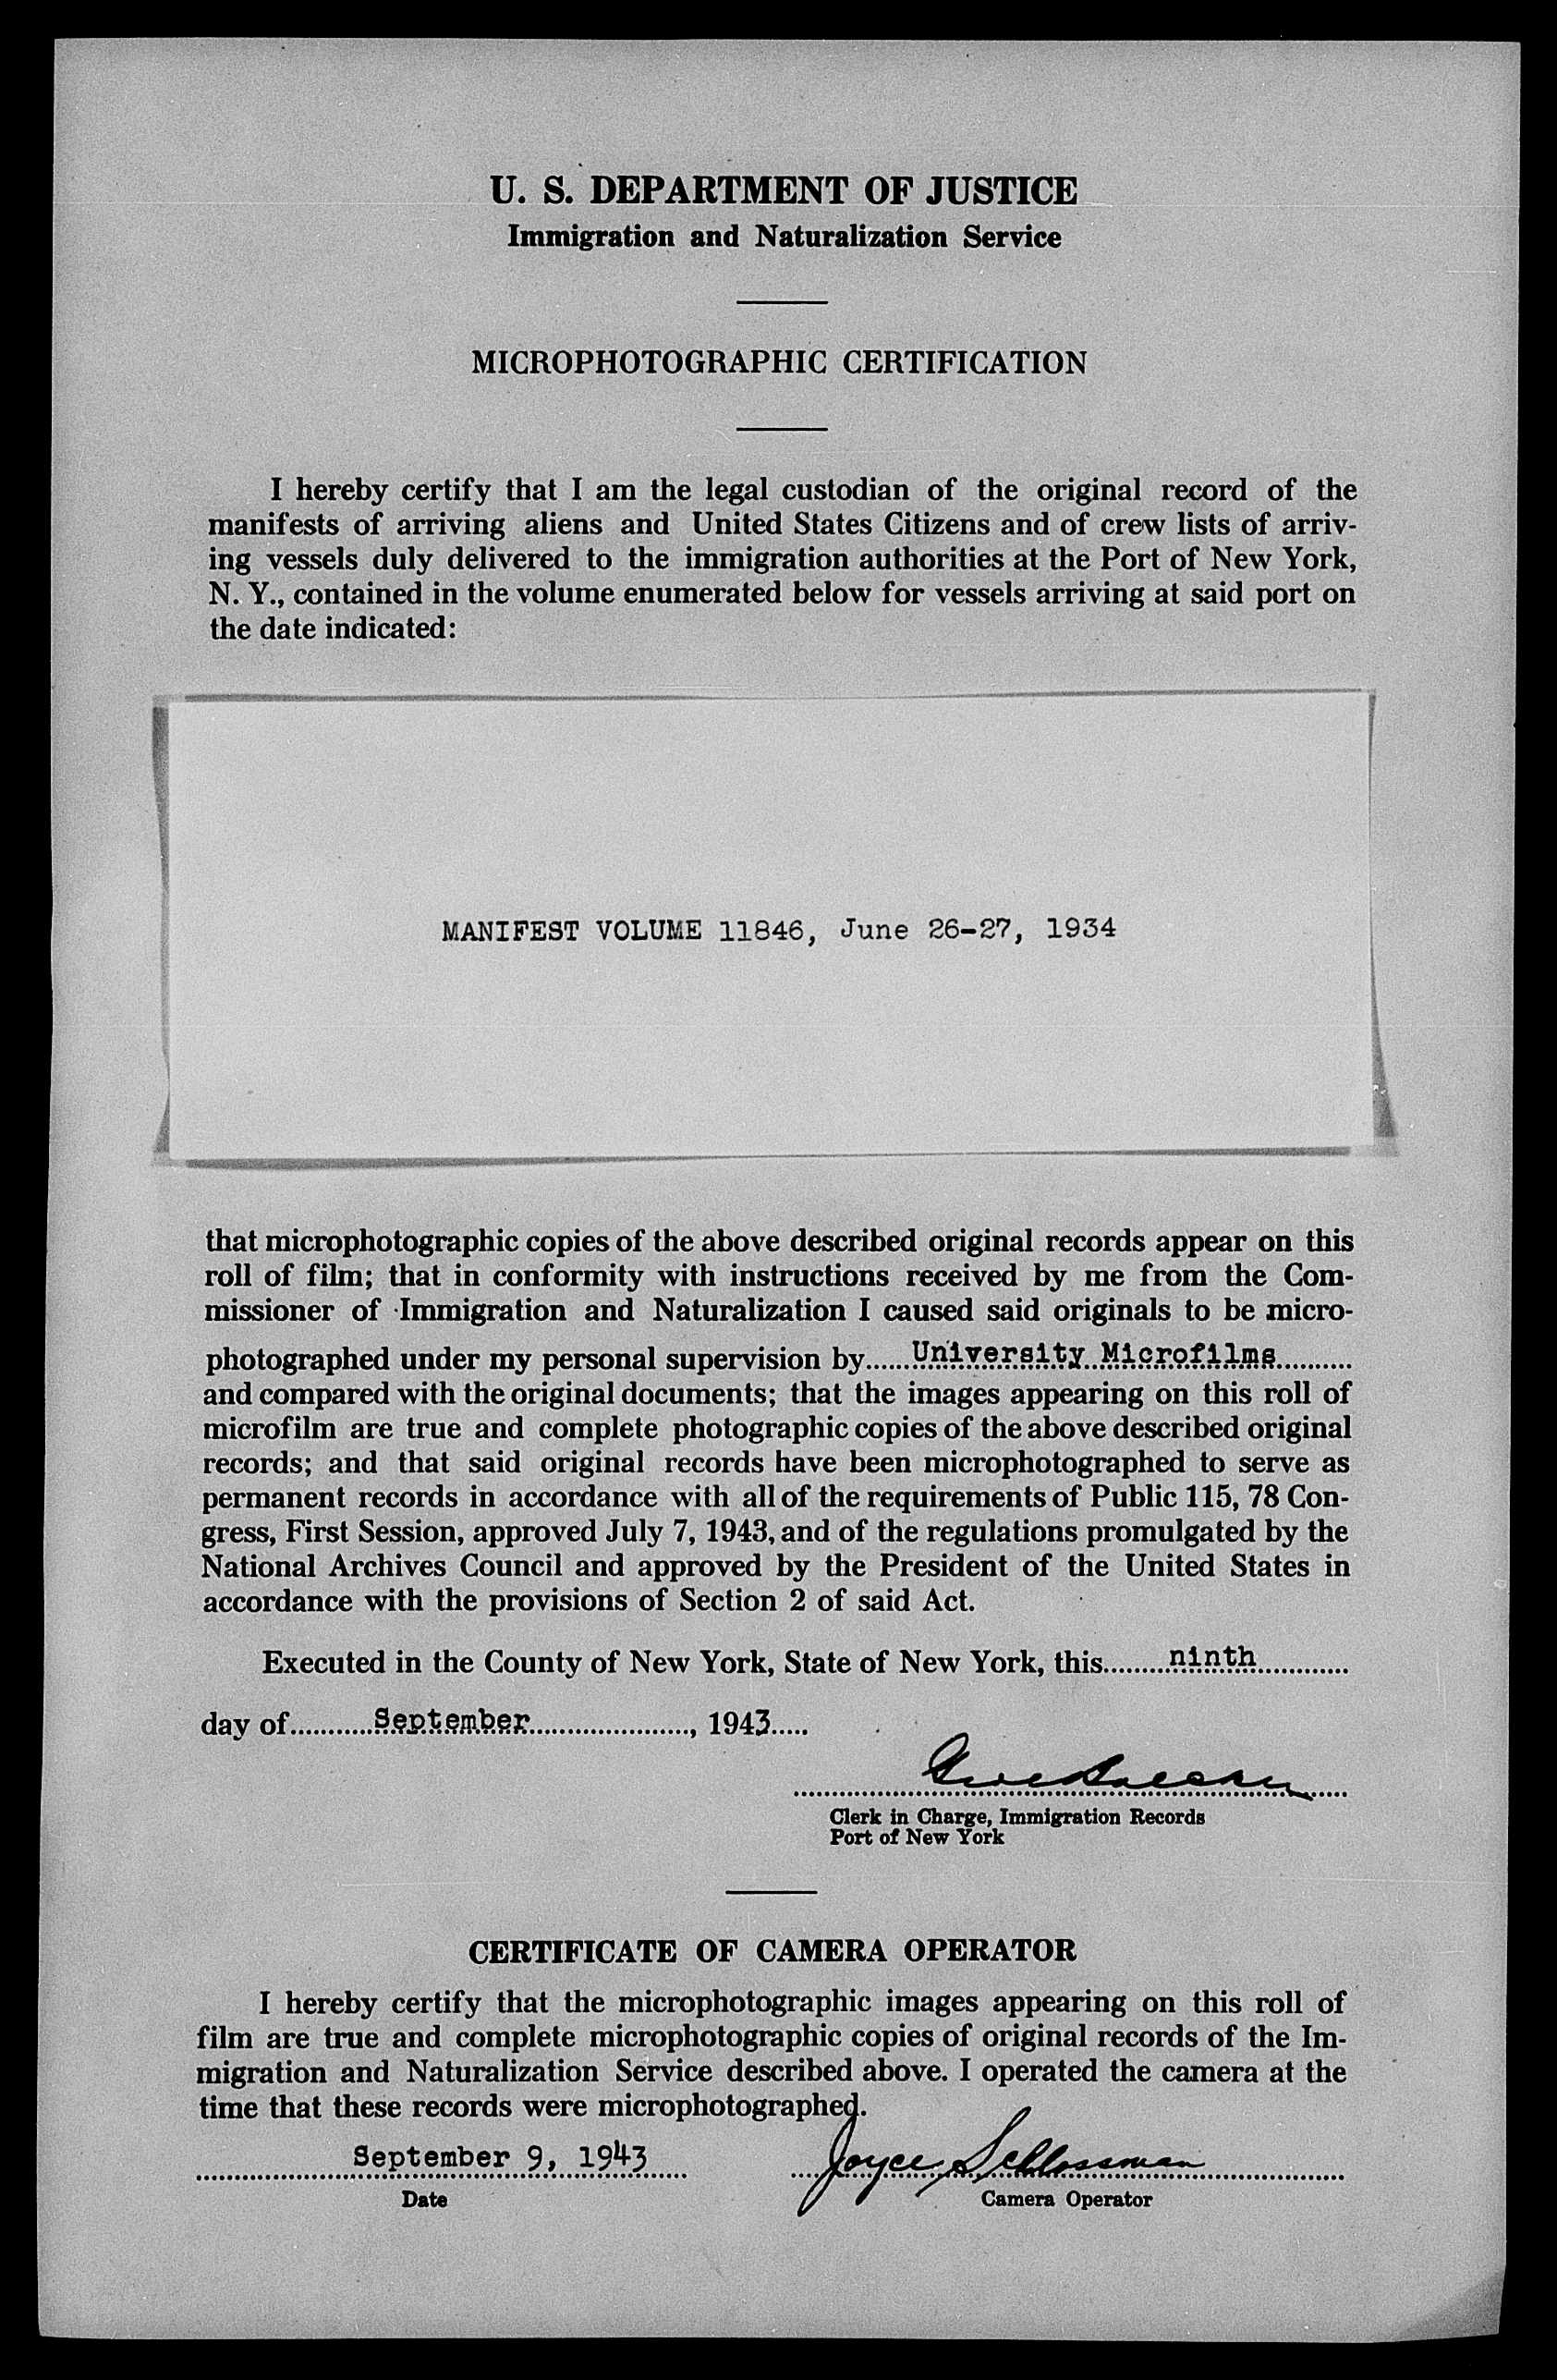 U. S. DEPARTMENT OF JUSTICE
Immigration and Naturalization Service
MICROPHOTOGRAPHIC CERTIFICATION
I hereby certify that I am the legal custodian of the original record of the
manifests of arriving aliens and United States Citizens and of crew lists of arriv-
ing vessels duly delivered to the immigration authorities at the Port of New York,
N. Y., contained in the volume enumerated below for vessels arriving at said port on
the date indicated:
MANIFEST VOLUME 11846, June 26-27, 1934
that microphotographic copies of the above described original records appear on this
roll of film; that in conformity with instructions received by me from the Com-
missioner of Immigration and Naturalization I caused said originals to be micro-
photographed under my personal supervision by......University Microfilms..........
and compared with the original documents; that the images appearing on this roll of
microfilm are true and complete photographic copies of the above described original
records; and that said original records have been microphotographed to serve as
permanent records in accordance with all of the requirements of Public 115, 78 Con-
gress, First Session, approved July 7, 1943, and of the regulations promulgated by the
National Archives Council and approved by the President of the United States in
accordance with the provisions of Section 2 of said Act.
Executed in the County of New York, State of New York, this.........ninth............
day of...........September....................., 1943.....
Clerk in Charge, Immigration Records
Port of New York
CERTIFICATE OF CAMERA OPERATOR
I hereby certify that the microphotographic images appearing on this roll of
film are true and complete microphotographic copies of original records of the Im-
migration and Naturalization Service described above. I operated the camera at the
time that these records were microphotographed.
September 9, 1943 Joyce Schlossman
Date Camera Operator